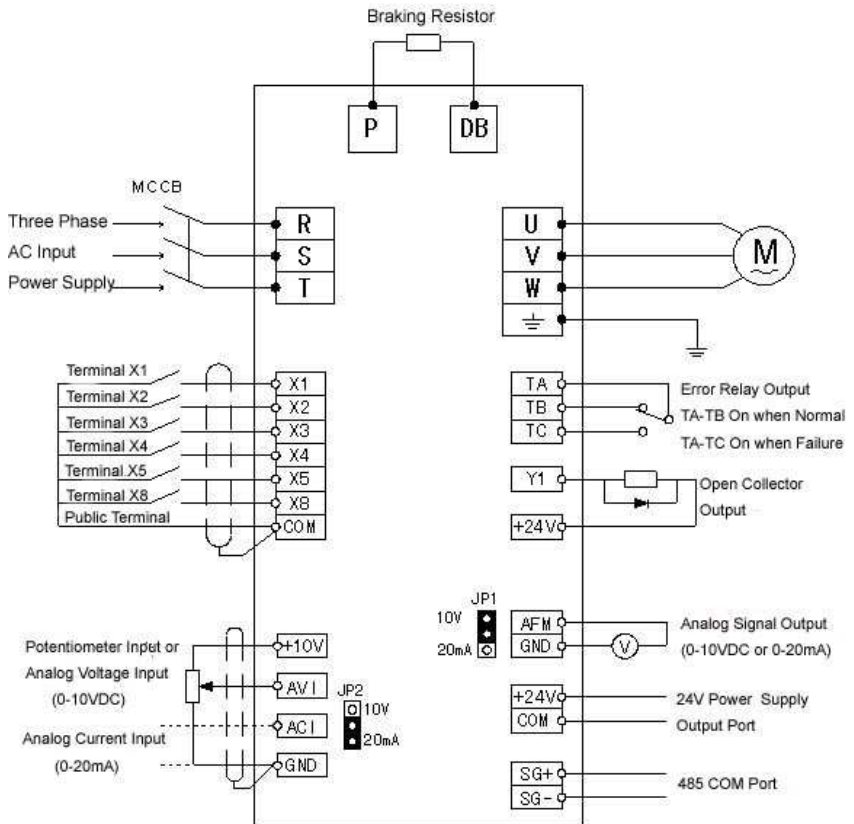 Braking Resistor
P DB
MCCB
Three Phase R U
AC Input S V M
Power Supply T W
Terminal X1 X1 TA
Terminal X2 X2 TB
Terminal X3 X3 TC
Terminal X4 X4
Terminal X5 X5 Y1
Terminal X8 X8
Public Terminal COM +24V
Error Relay Output
TA-TB On when Normal
TA-TC On when Failure
Open Collector
Output
Potentiometer Input or
Analog Voltage Input
(0-10VDC)
Analog Current Input
(0-20mA)
+10V
AVI
ACI
GND
JP2
10V
20mA
JP1
10V
20mA
AFM
GND
V
Analog Signal Output
(0-10VDC or 0-20mA)
+24V
COM
24V Power Supply
Output Port
SG+
SG-
485 COM Port